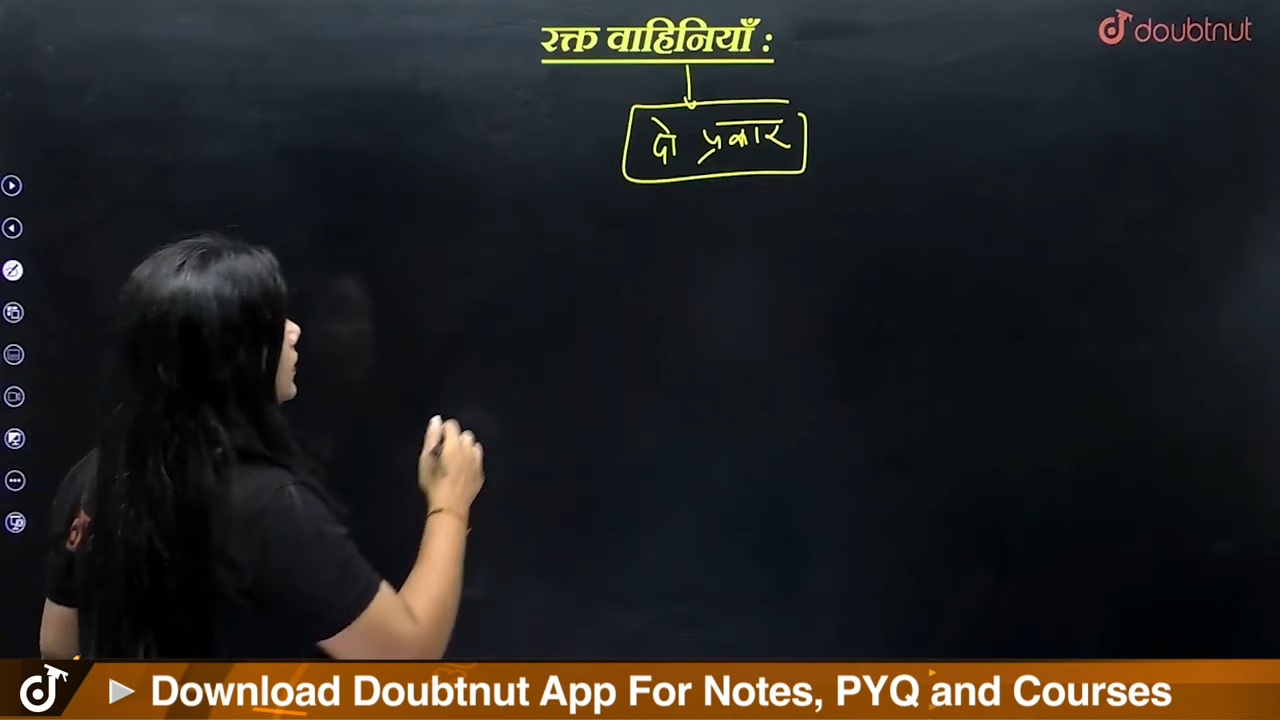 रक्त वाहिनियाँ :
doubtnut
दो प्रकार
Download Doubtnut App For Notes, PYQ and Courses